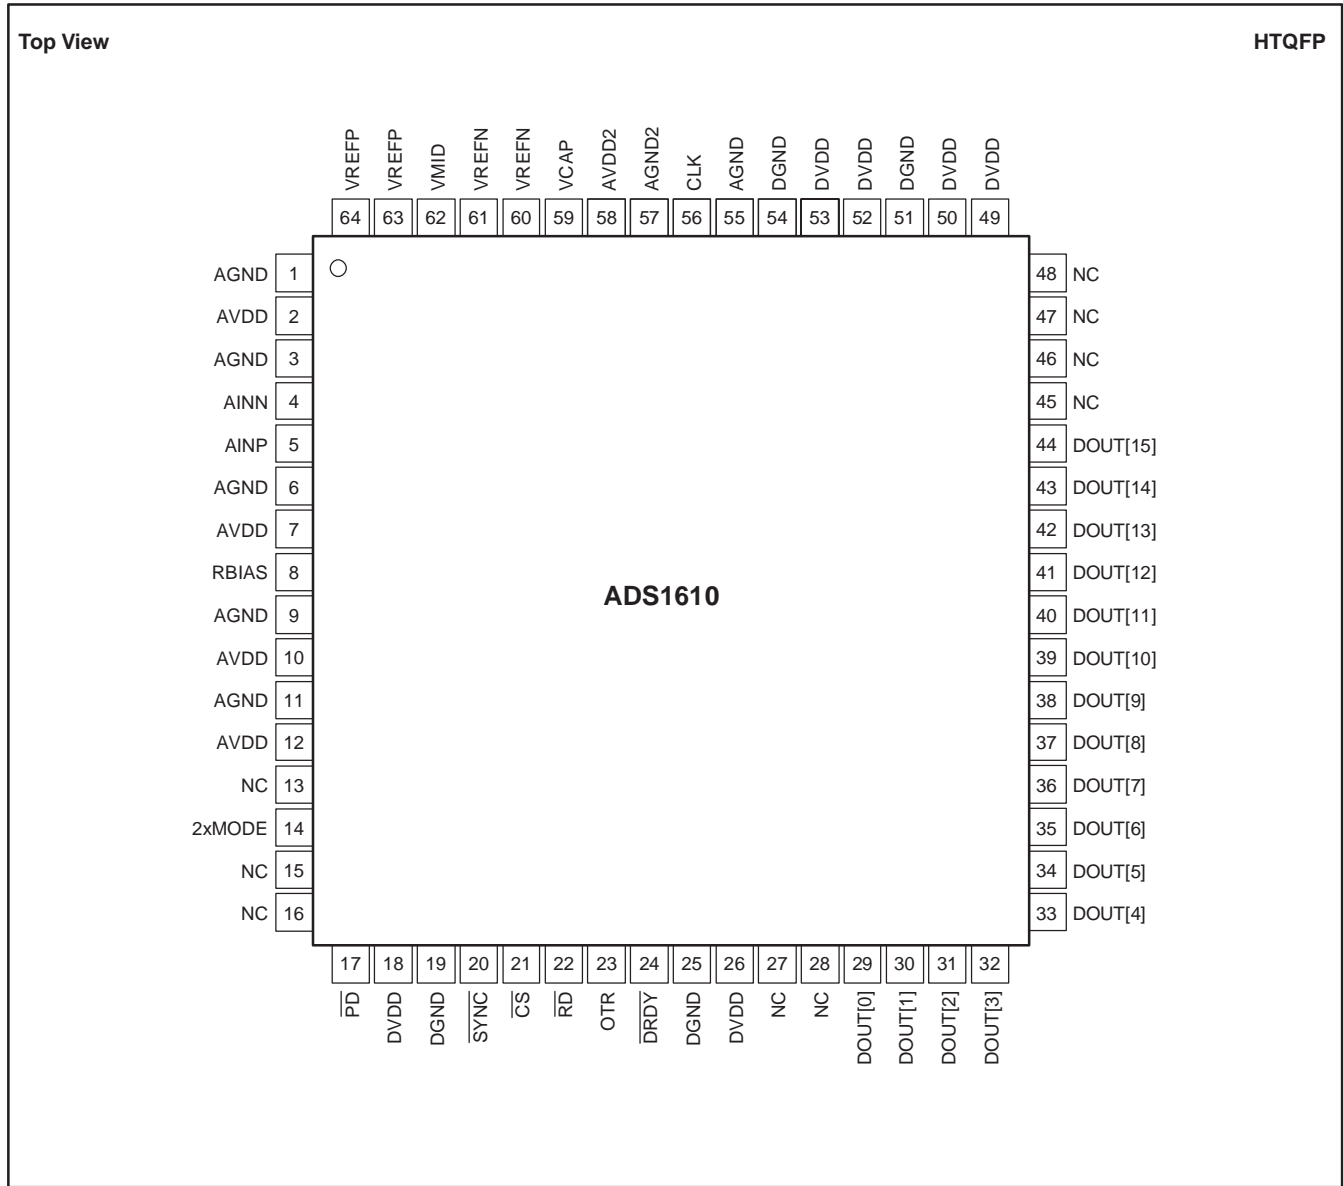 Top View
HTQFP
VREFP
VREFP
VMID
VREFN
VREFN
VCAP
AVDD2
AGND2
CLK
AGND
DGND
DVDD
DVDD
DGND
DVDD
DVDD
64 63 62 61 60 59 58 57 56 55 54 53 52 51 50 49
AGND 1
AVDD 2
AGND 3
AINN 4
AINP 5
AGND 6
AVDD 7
RBIAS 8
AGND 9
AVDD 10
AGND 11
AVDD 12
NC 13
2xMODE 14
NC 15
NC 16
ADS1610
48 NC
47 NC
46 NC
45 NC
44 DOUT[15]
43 DOUT[14]
42 DOUT[13]
41 DOUT[12]
40 DOUT[11]
39 DOUT[10]
38 DOUT[9]
37 DOUT[8]
36 DOUT[7]
35 DOUT[6]
34 DOUT[5]
33 DOUT[4]
17 18 19 20 21 22 23 24 25 26 27 28 29 30 31 32
P̅D̅
DVDD
DGND
S̅Y̅N̅C̅
C̅S̅
R̅D̅
OTR
D̅R̅D̅Y̅
DGND
DVDD
NC
NC
DOUT[0]
DOUT[1]
DOUT[2]
DOUT[3]